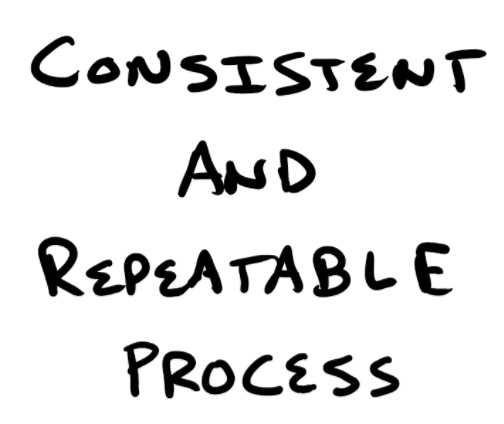 CONSISTENT
AND
REPEATABLE
PROCESS